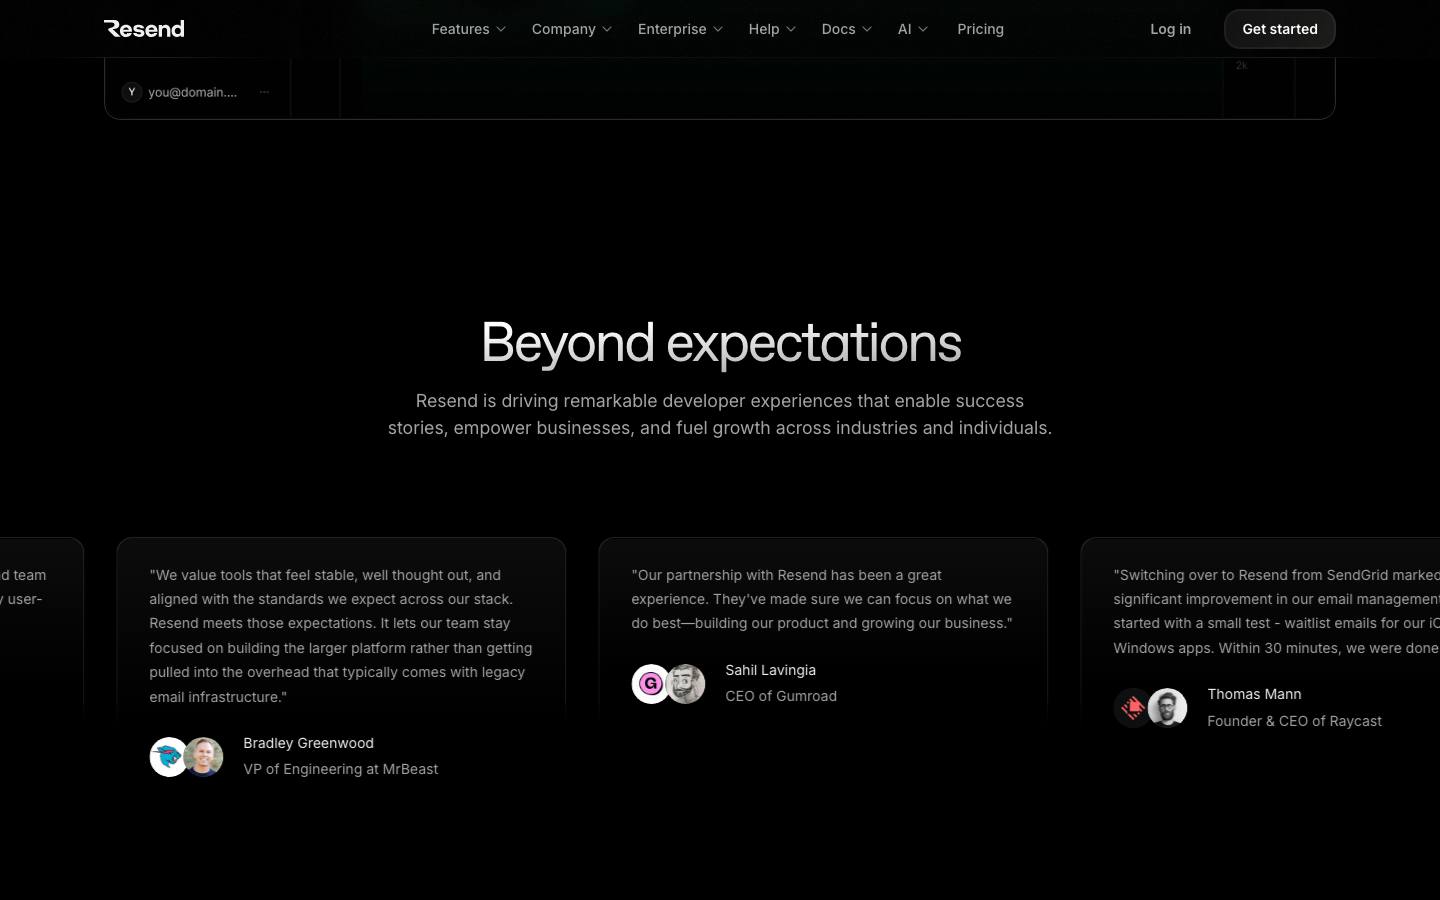 Resend
Features
Company
Enterprise
Help
Docs
AI
Pricing
Log in
Get started
2k
Y
you@domain....
Beyond expectations
Resend is driving remarkable developer experiences that enable success
stories, empower businesses, and fuel growth across industries and individuals.
d team
user-
"We value tools that feel stable, well thought out, and
aligned with the standards we expect across our stack.
Resend meets those expectations. It lets our team stay
focused on building the larger platform rather than getting
pulled into the overhead that typically comes with legacy
email infrastructure."
Bradley Greenwood
VP of Engineering at MrBeast
"Our partnership with Resend has been a great
experience. They've made sure we can focus on what we
do best—building our product and growing our business."
G
Sahil Lavingia
CEO of Gumroad
"Switching over to Resend from SendGrid marked
significant improvement in our email management
started with a small test - waitlist emails for our
Windows apps. Within 30 minutes, we were done
Thomas Mann
Founder & CEO of Raycast